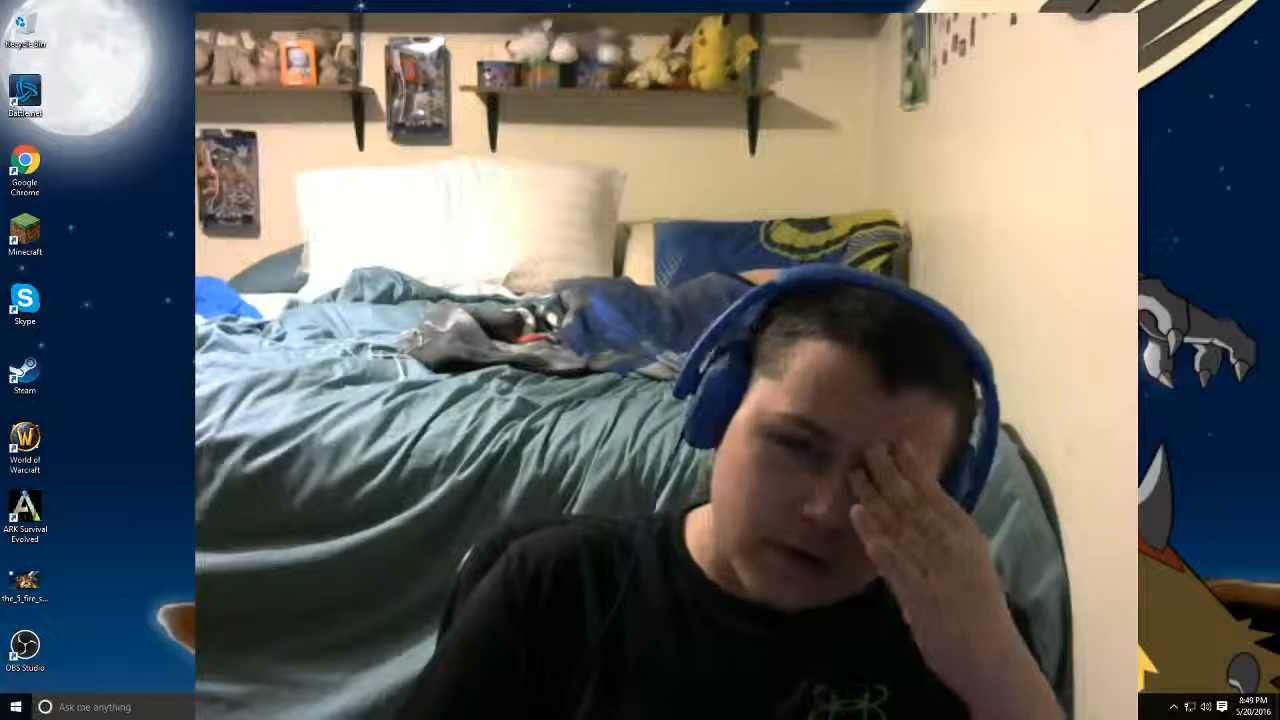 Recycle Bin
Battle.net
Google
Chrome
Minecraft
Skype
Steam
World of
Warcraft
ARK Survival
Evolved
the_5_fire_s...
OBS Studio
Ask me anything
8:49 PM
5/20/2016